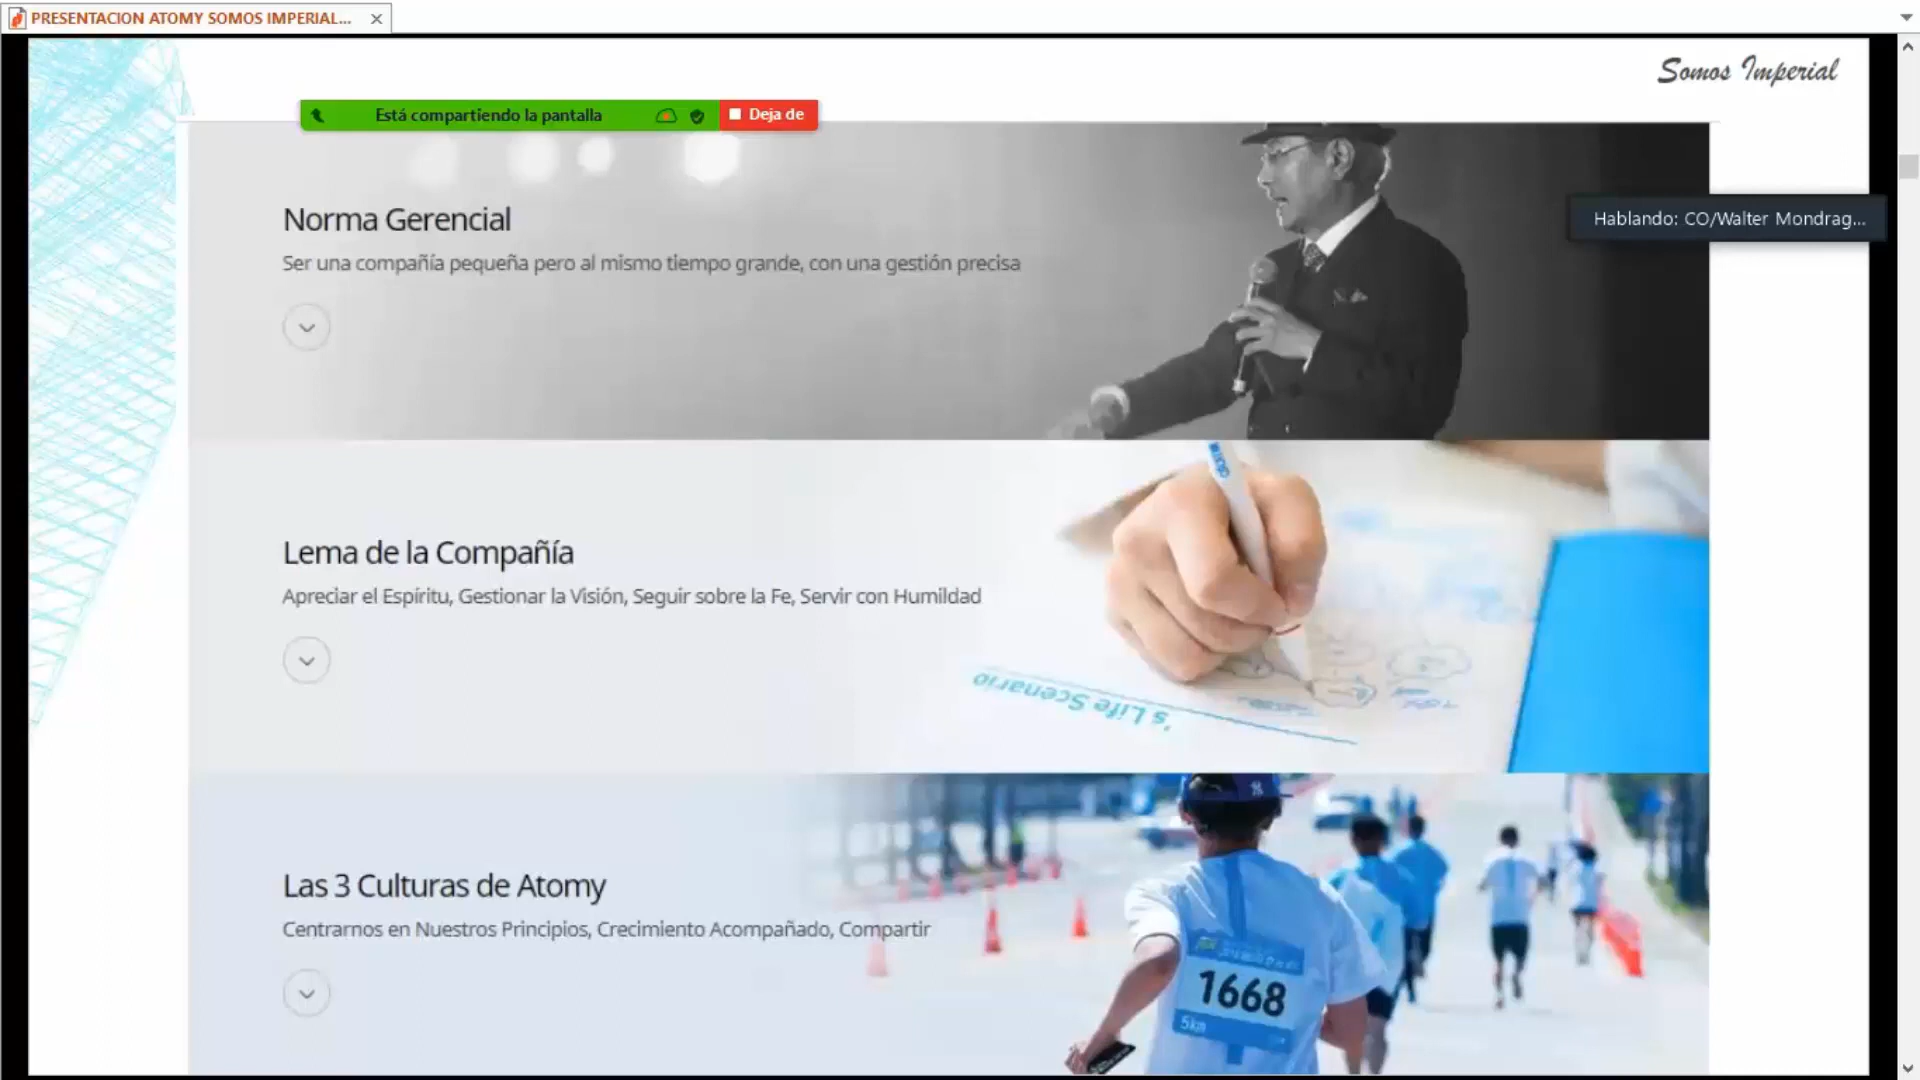 PRESENTACION ATOMY SOMOS IMPERIAL...
Somos Imperial
Está compartiendo la pantalla
Deja de
Norma Gerencial
Ser una compañía pequeña pero al mismo tiempo grande, con una gestión precisa
Hablando: CO/Walter Mondrag...
Lema de la Compañía
Apreciar el Espíritu, Gestionar la Visión, Seguir sobre la Fe, Servir con Humildad
's Life Scenario
Las 3 Culturas de Atomy
Centrarnos en Nuestros Principios, Crecimiento Acompañado, Compartir
1668
5km